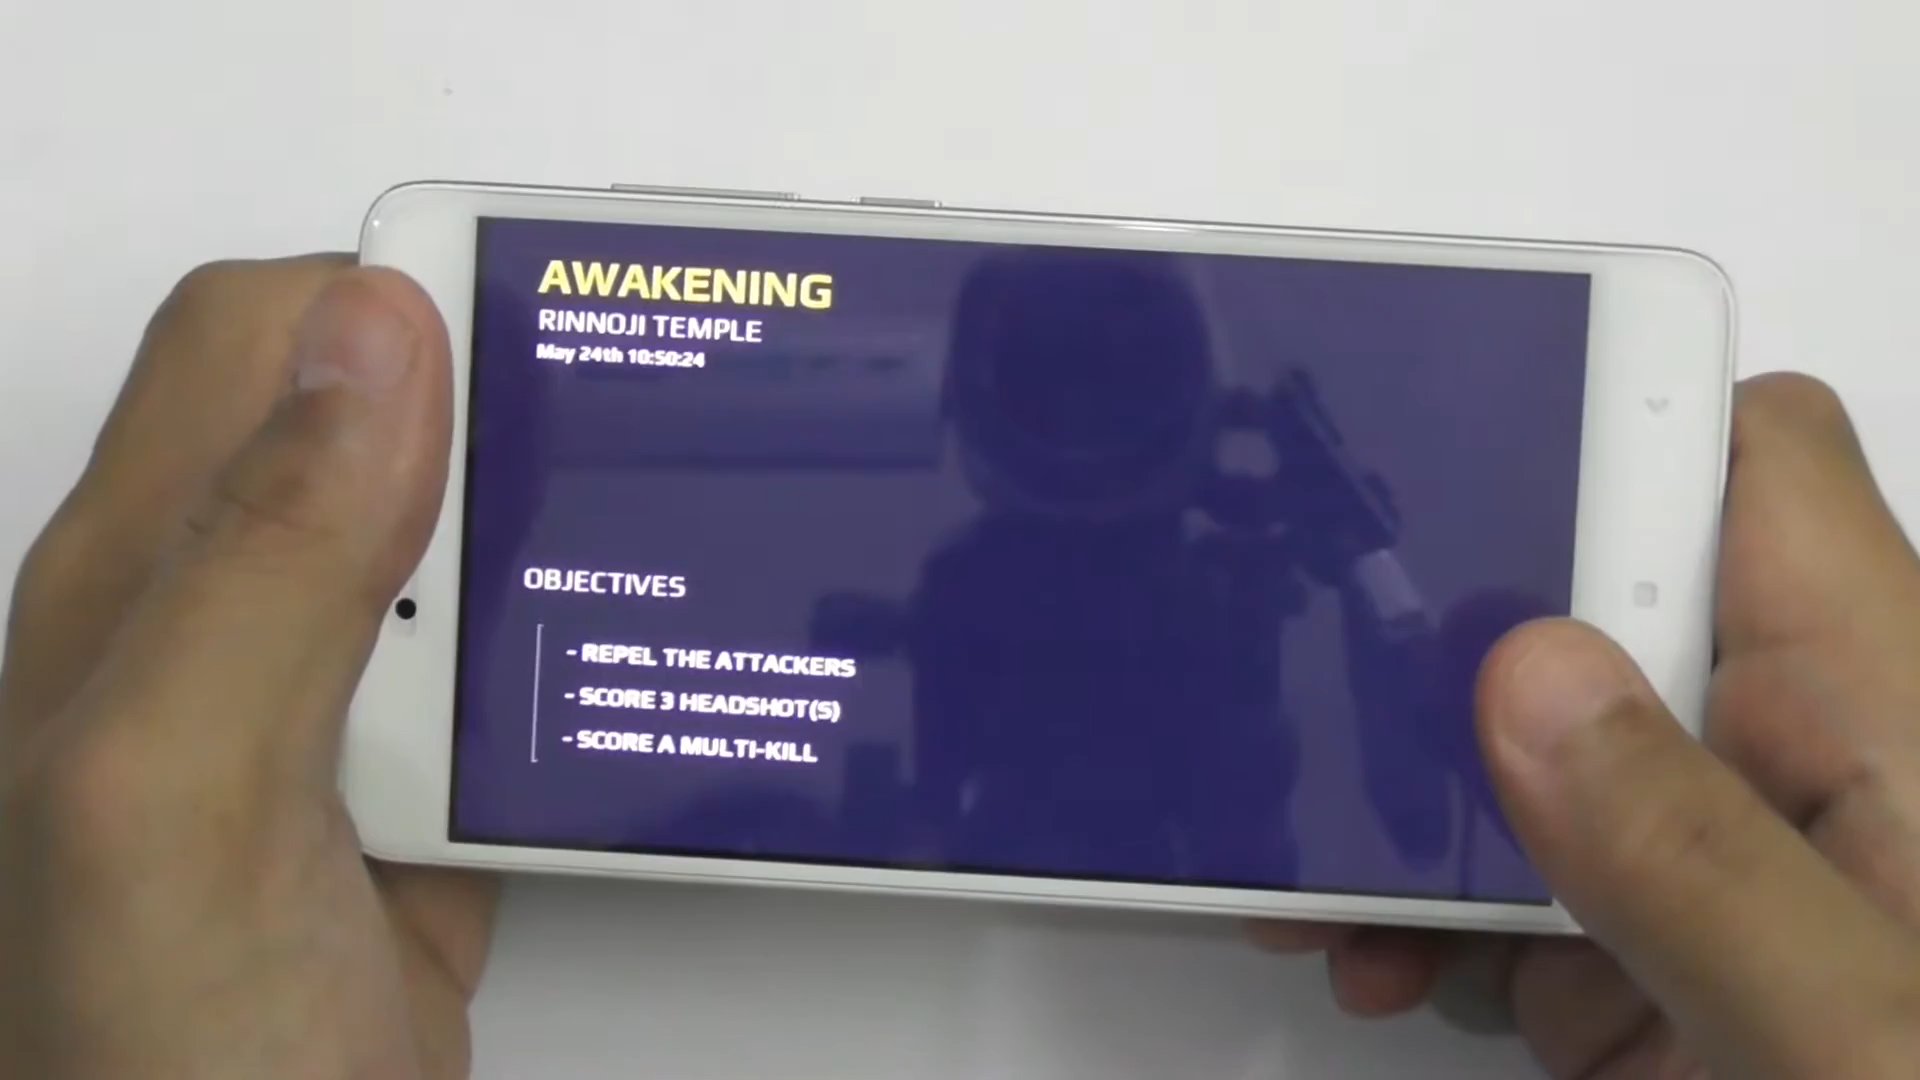 AWAKENING
RINNOJI TEMPLE
May 24th 10:50:24
OBJECTIVES
- REPEL THE ATTACKERS
- SCORE 3 HEADSHOT(S)
- SCORE A MULTI-KILL